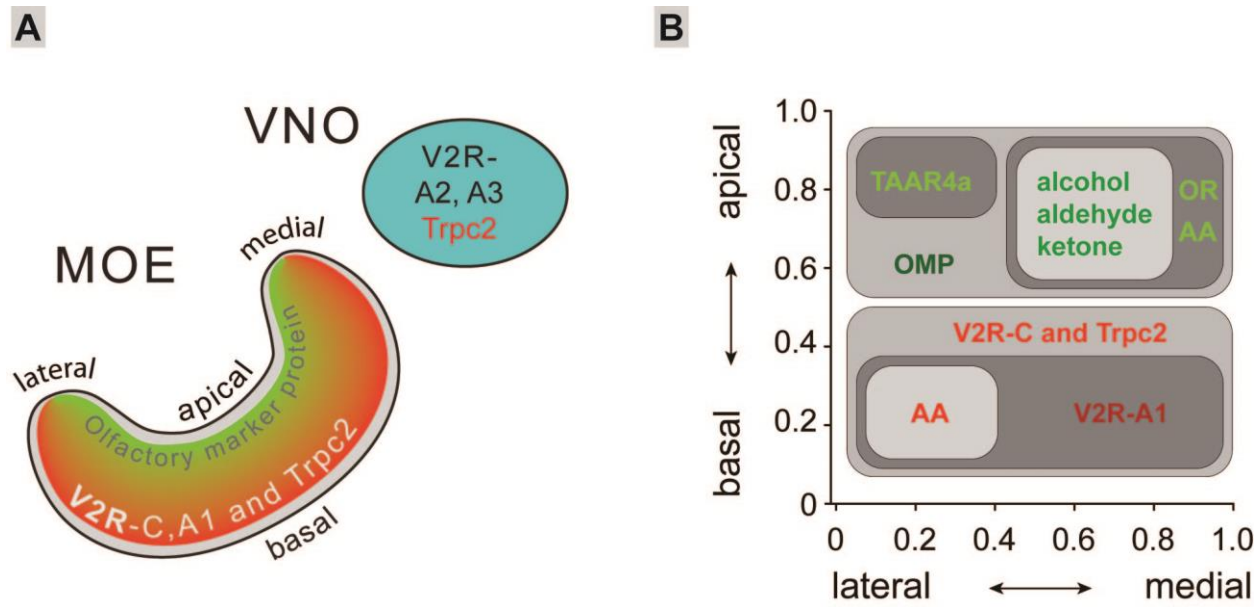 A
VNO
V2R-
A2, A3
Trpc2
MOE
medial
lateral
apical
Olfactory marker protein
V2R-C,A1 and Trpc2
basal
B
apical
basal
1.0
0.8
0.6
0.4
0.2
0
TAAR4a
alcohol
aldehyde
ketone
OR
AA
OMP
V2R-C and Trpc2
AA
V2R-A1
0 0.2 0.4 0.6 0.8 1.0
lateral medial